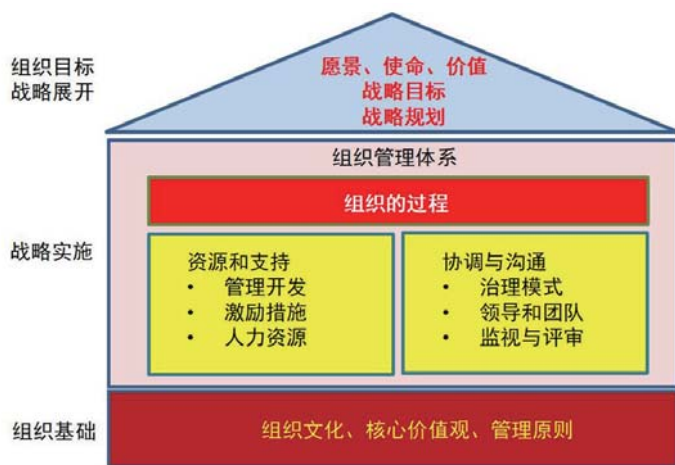 组织目标
战略展开
愿景、使命、价值
战略目标
战略规划
组织管理体系
组织的过程
战略实施
资源和支持
• 管理开发
• 激励措施
• 人力资源
协调与沟通
• 治理模式
• 领导和团队
• 监视与评审
组织基础
组织文化、核心价值观、管理原则